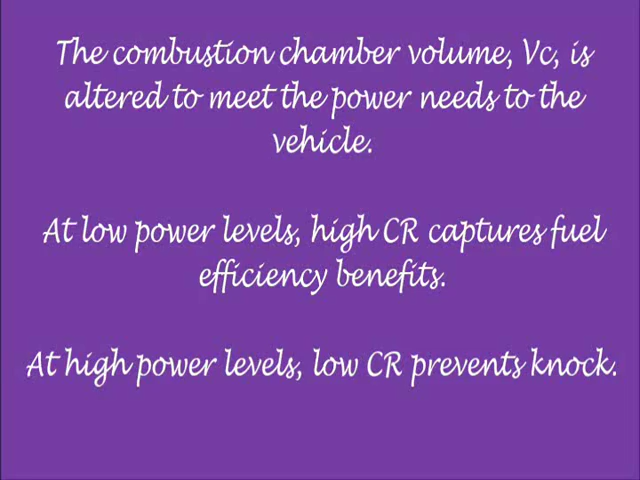 The combustion chamber volume, Vc, is
altered to meet the power needs to the
vehicle.
At low power levels, high CR captures fuel
efficiency benefits.
At high power levels, low CR prevents knock.